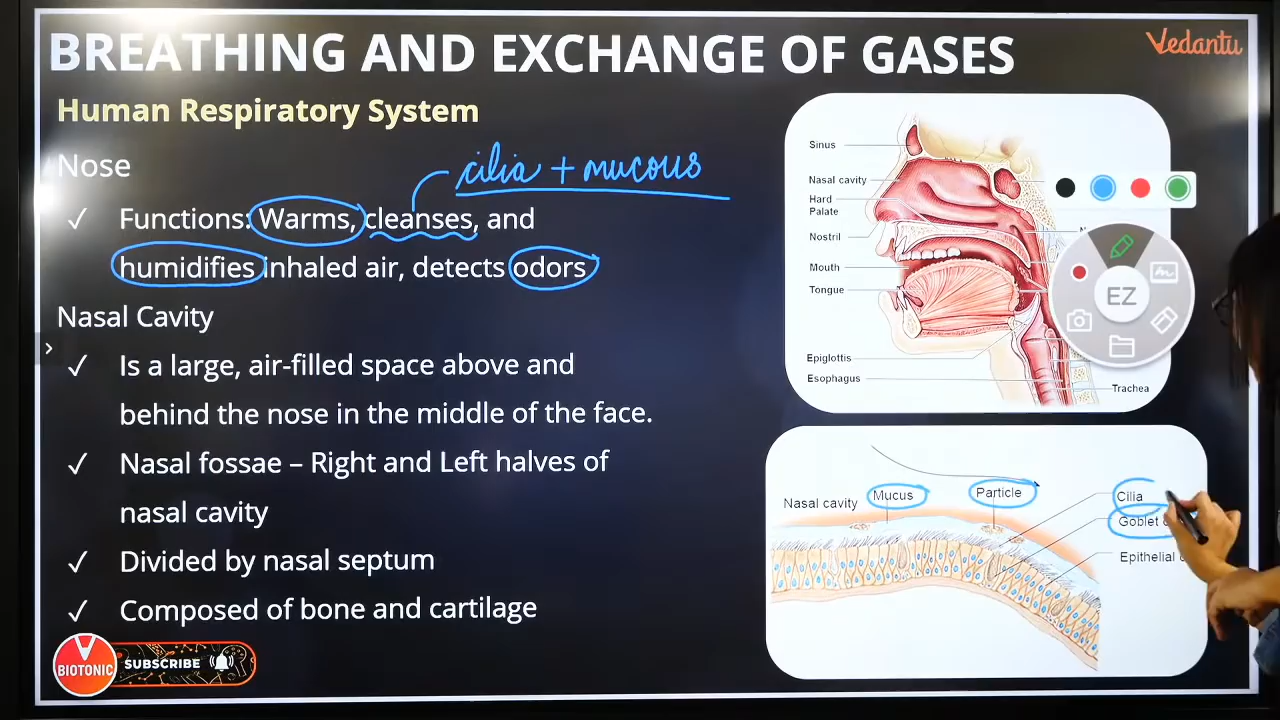 BREATHING AND EXCHANGE OF GASES
Vedantu
Human Respiratory System
Nose
cilia + mucous
✓ Functions: Warms, cleanses, and
humidifies inhaled air, detects odors
Nasal Cavity
✓ Is a large, air-filled space above and
behind the nose in the middle of the face.
✓ Nasal fossae – Right and Left halves of
nasal cavity
✓ Divided by nasal septum
✓ Composed of bone and cartilage
BIOTONIC
SUBSCRIBE
Sinus
Nasal cavity
Hard
Palate
Nostril
Mouth
Tongue
Epiglottis
Esophagus
Trachea
EZ
Nasal cavity
Mucus
Particle
Cilia
Goblet
Epithelial